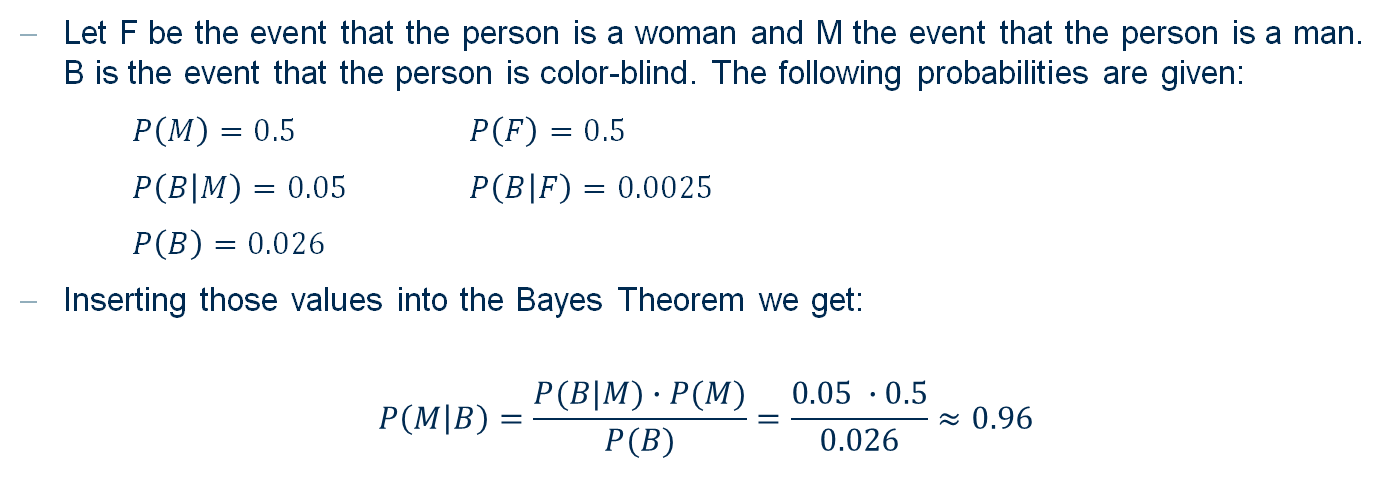 – Let F be the event that the person is a woman and M the event that the person is a man.
B is the event that the person is color-blind. The following probabilities are given:
P(M) = 0.5 P(F) = 0.5
P(B|M) = 0.05 P(B|F) = 0.0025
P(B) = 0.026
– Inserting those values into the Bayes Theorem we get:
P(M|B) = P(B|M) · P(M) / P(B) = 0.05 · 0.5 / 0.026 ≈ 0.96